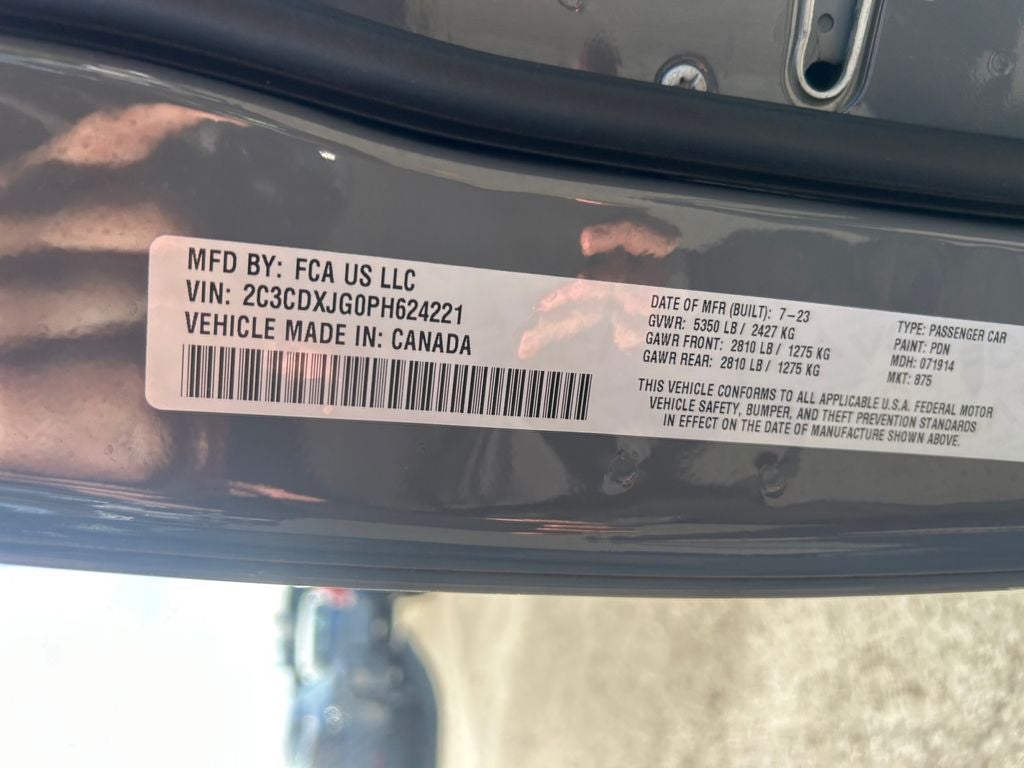 MFD BY: FCA US LLC
VIN: 2C3CDXJG0PH624221
VEHICLE MADE IN: CANADA
DATE OF MFR (BUILT): 7-23
GVWR: 5350 LB / 2427 KG
GAWR FRONT: 2810 LB / 1275 KG
GAWR REAR: 2810 LB / 1275 KG
TYPE: PASSENGER CAR
PAINT: PDN
MDH: 071914
MKT: 875
THIS VEHICLE CONFORMS TO ALL APPLICABLE U.S.A. FEDERAL MOTOR
VEHICLE SAFETY, BUMPER, AND THEFT PREVENTION STANDARDS
IN EFFECT ON THE DATE OF MANUFACTURE SHOWN ABOVE.